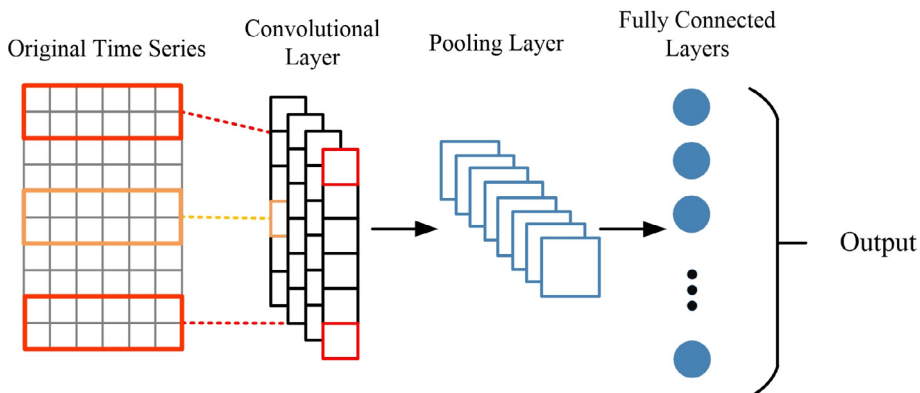 Original Time Series
Convolutional
Layer
Pooling Layer
Fully Connected
Layers
Output